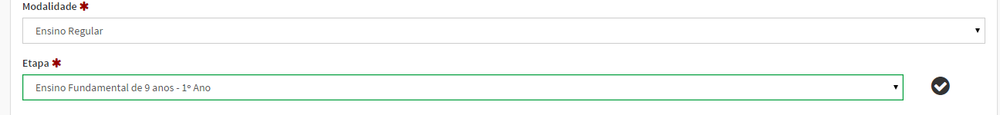 Modalidade ✱
Ensino Regular
Etapa ✱
Ensino Fundamental de 9 anos - 1º Ano